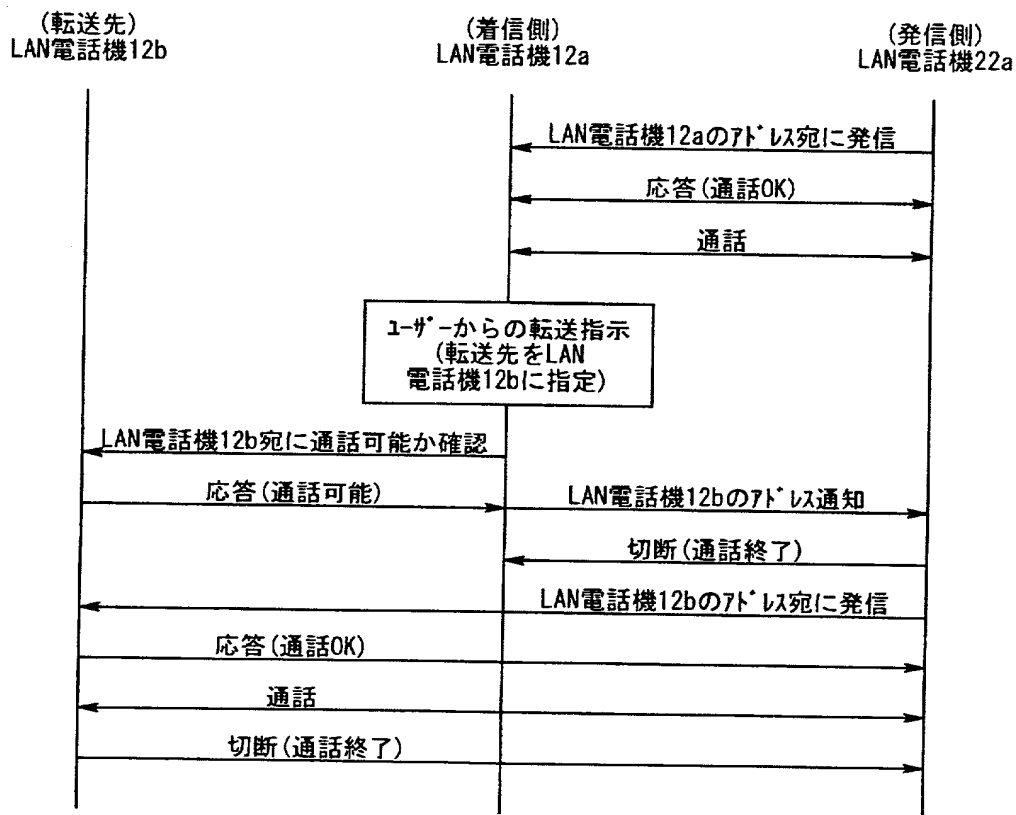 (転送先)
LAN電話機12b
(着信側)
LAN電話機12a
(発信側)
LAN電話機22a
LAN電話機12aのｱﾄﾞﾚｽ宛に発信
応答(通話OK)
通話
ﾕｰｻﾞｰからの転送指示
(転送先をLAN
電話機12bに指定)
LAN電話機12b宛に通話可能か確認
応答(通話可能)
LAN電話機12bのｱﾄﾞﾚｽ通知
切断(通話終了)
LAN電話機12bのｱﾄﾞﾚｽ宛に発信
応答(通話OK)
通話
切断(通話終了)